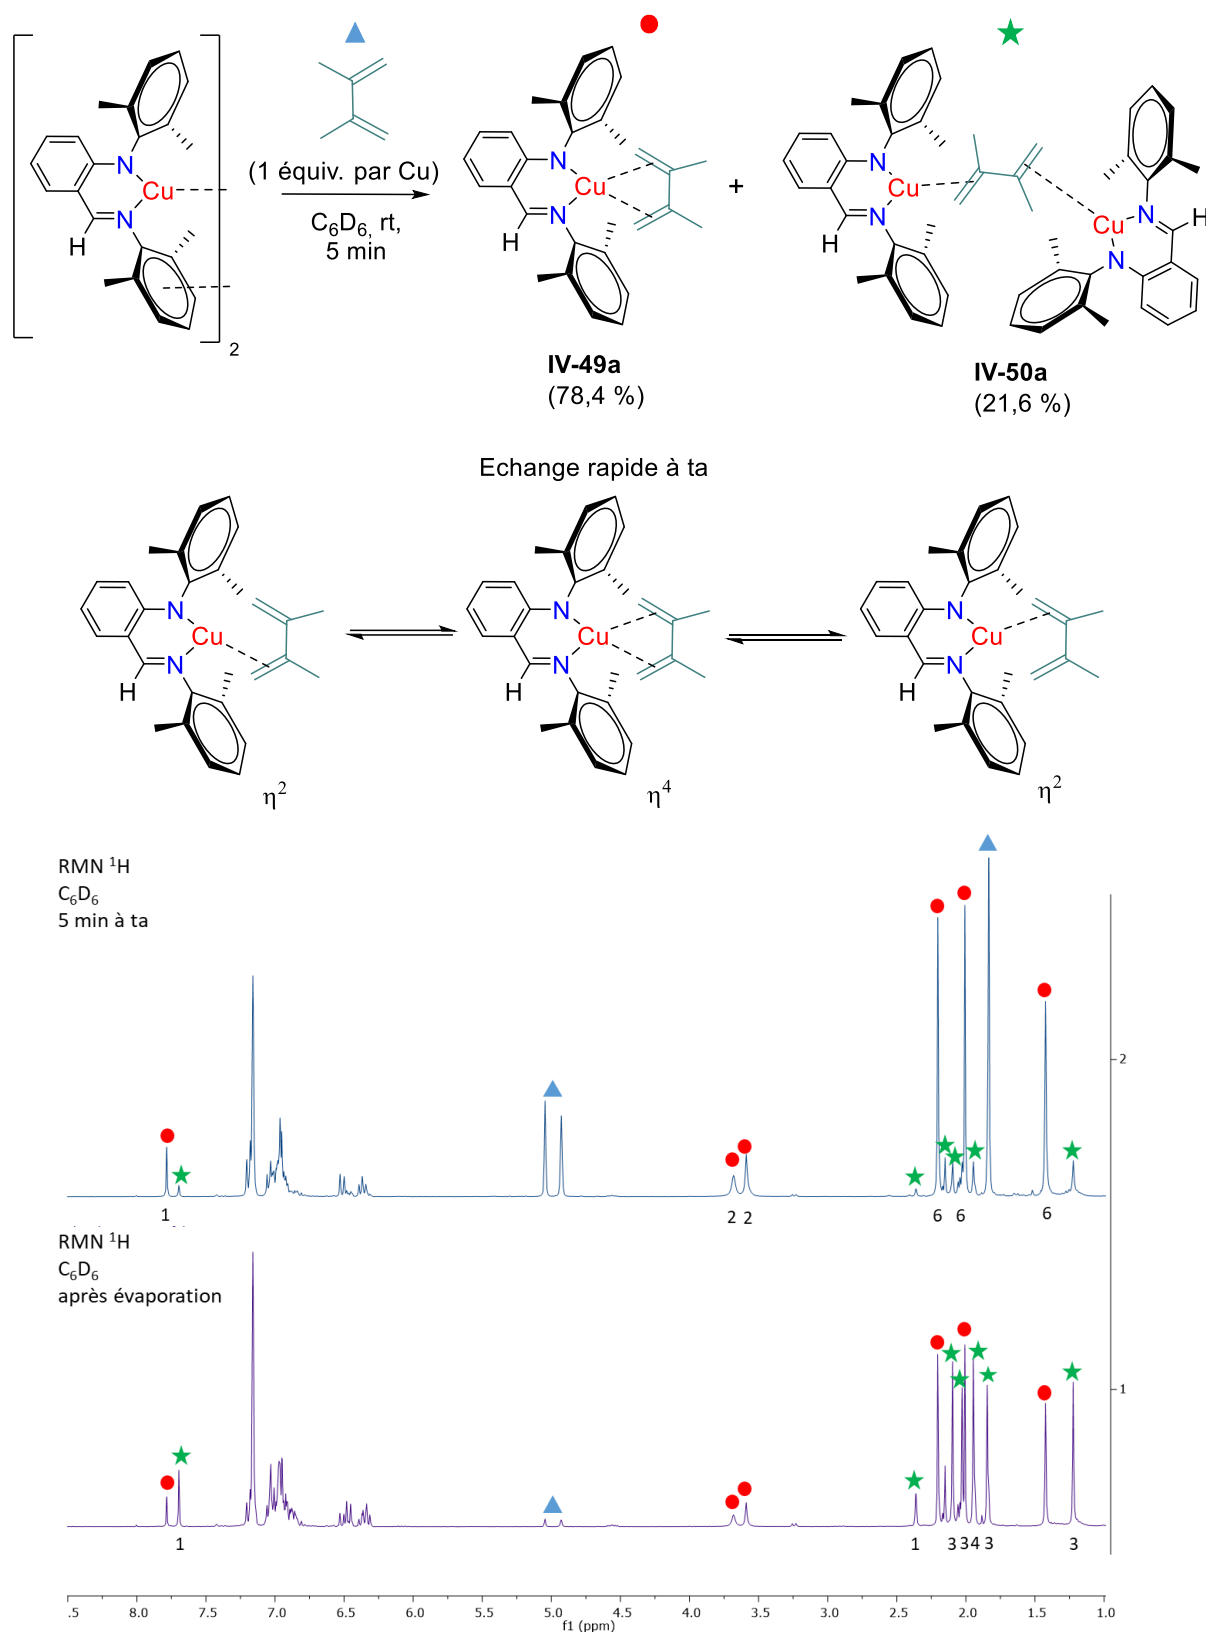 N
Cu
N
H
2
(1 équiv. par Cu)
C6D6, rt,
5 min
N
Cu
N
H
+
N
Cu
N
H
Cu
N
N
H
IV-49a
(78,4 %)
IV-50a
(21,6 %)
Echange rapide à ta
N
Cu
N
H
η2
N
Cu
N
H
η4
N
Cu
N
H
η2
RMN 1H
C6D6
5 min à ta
2
1
2 2
6 6 6
RMN 1H
C6D6
après évaporation
1
1 1 3 3 4 3 3
.5 8.0 7.5 7.0 6.5 6.0 5.5 5.0 4.5 4.0 3.5 3.0 2.5 2.0 1.5 1.0
f1 (ppm)